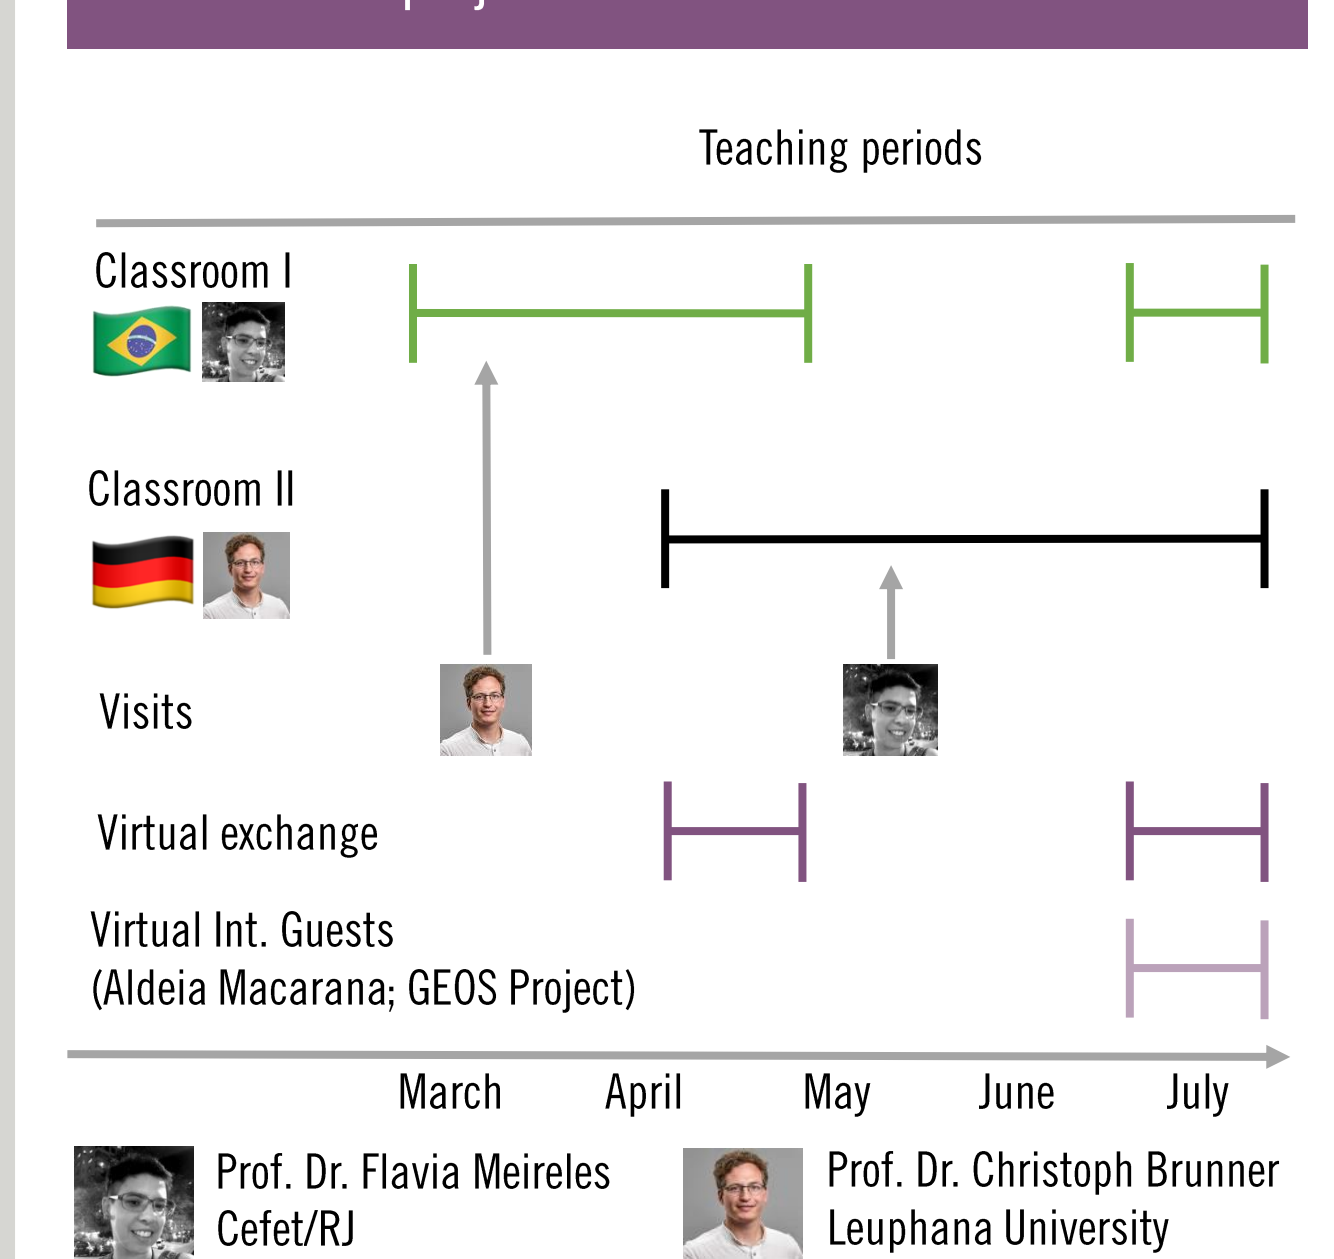 Teaching periods
Classroom I
Classroom II
Visits
Virtual exchange
Virtual Int. Guests
(Aldeia Macarana; GEOS Project)
March April May June July
Prof. Dr. Flavia Meireles
Cefet/RJ
Prof. Dr. Christoph Brunner
Leuphana University